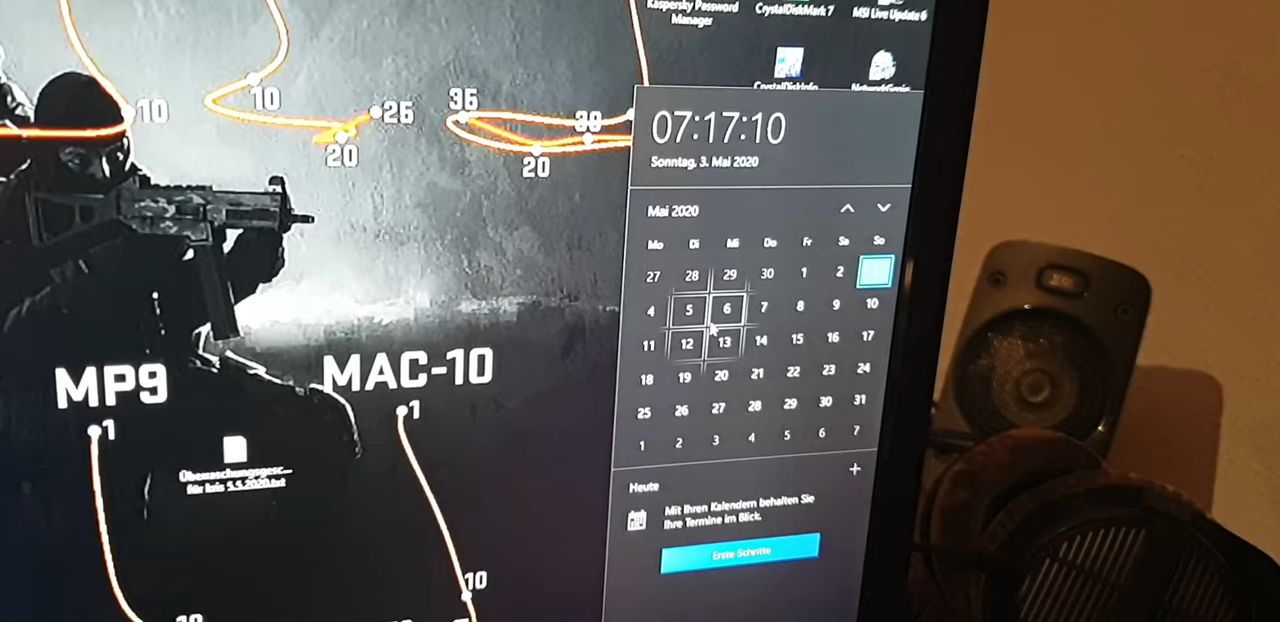 Kaspersky Password
Manager
CrystalDiskMark 7
MSI Live Update 6
CrystalDiskInfo
10
10
25
20
35
30
20
07:17:10
Sonntag, 3. Mai 2020
Mai 2020
Mo Di Mi Do Fr Sa So
27 28 29 30 1 2 3
4 5 6 7 8 9 10
11 12 13 14 15 16 17
18 19 20 21 22 23 24
25 26 27 28 29 30 31
1 2 3 4 5 6 7
Heute
Mit Ihren Kalendern behalten Sie
Ihre Termine im Blick.
Erste Schritte
MP9
1
MAC-10
1
10
10